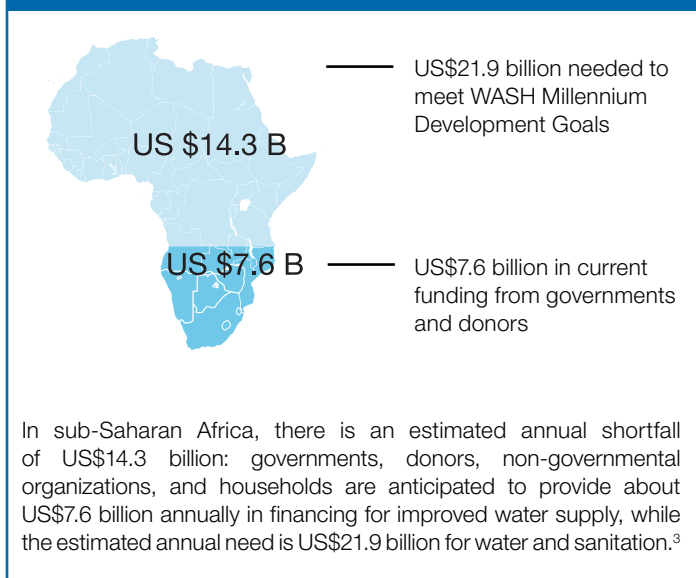 US$21.9 billion needed to
meet WASH Millennium
Development Goals
US $14.3 B
US $7.6 B
US$7.6 billion in current
funding from governments
and donors
In sub-Saharan Africa, there is an estimated annual shortfall
of US$14.3 billion: governments, donors, non-governmental
organizations, and households are anticipated to provide about
US$7.6 billion annually in financing for improved water supply, while
the estimated annual need is US$21.9 billion for water and sanitation.³